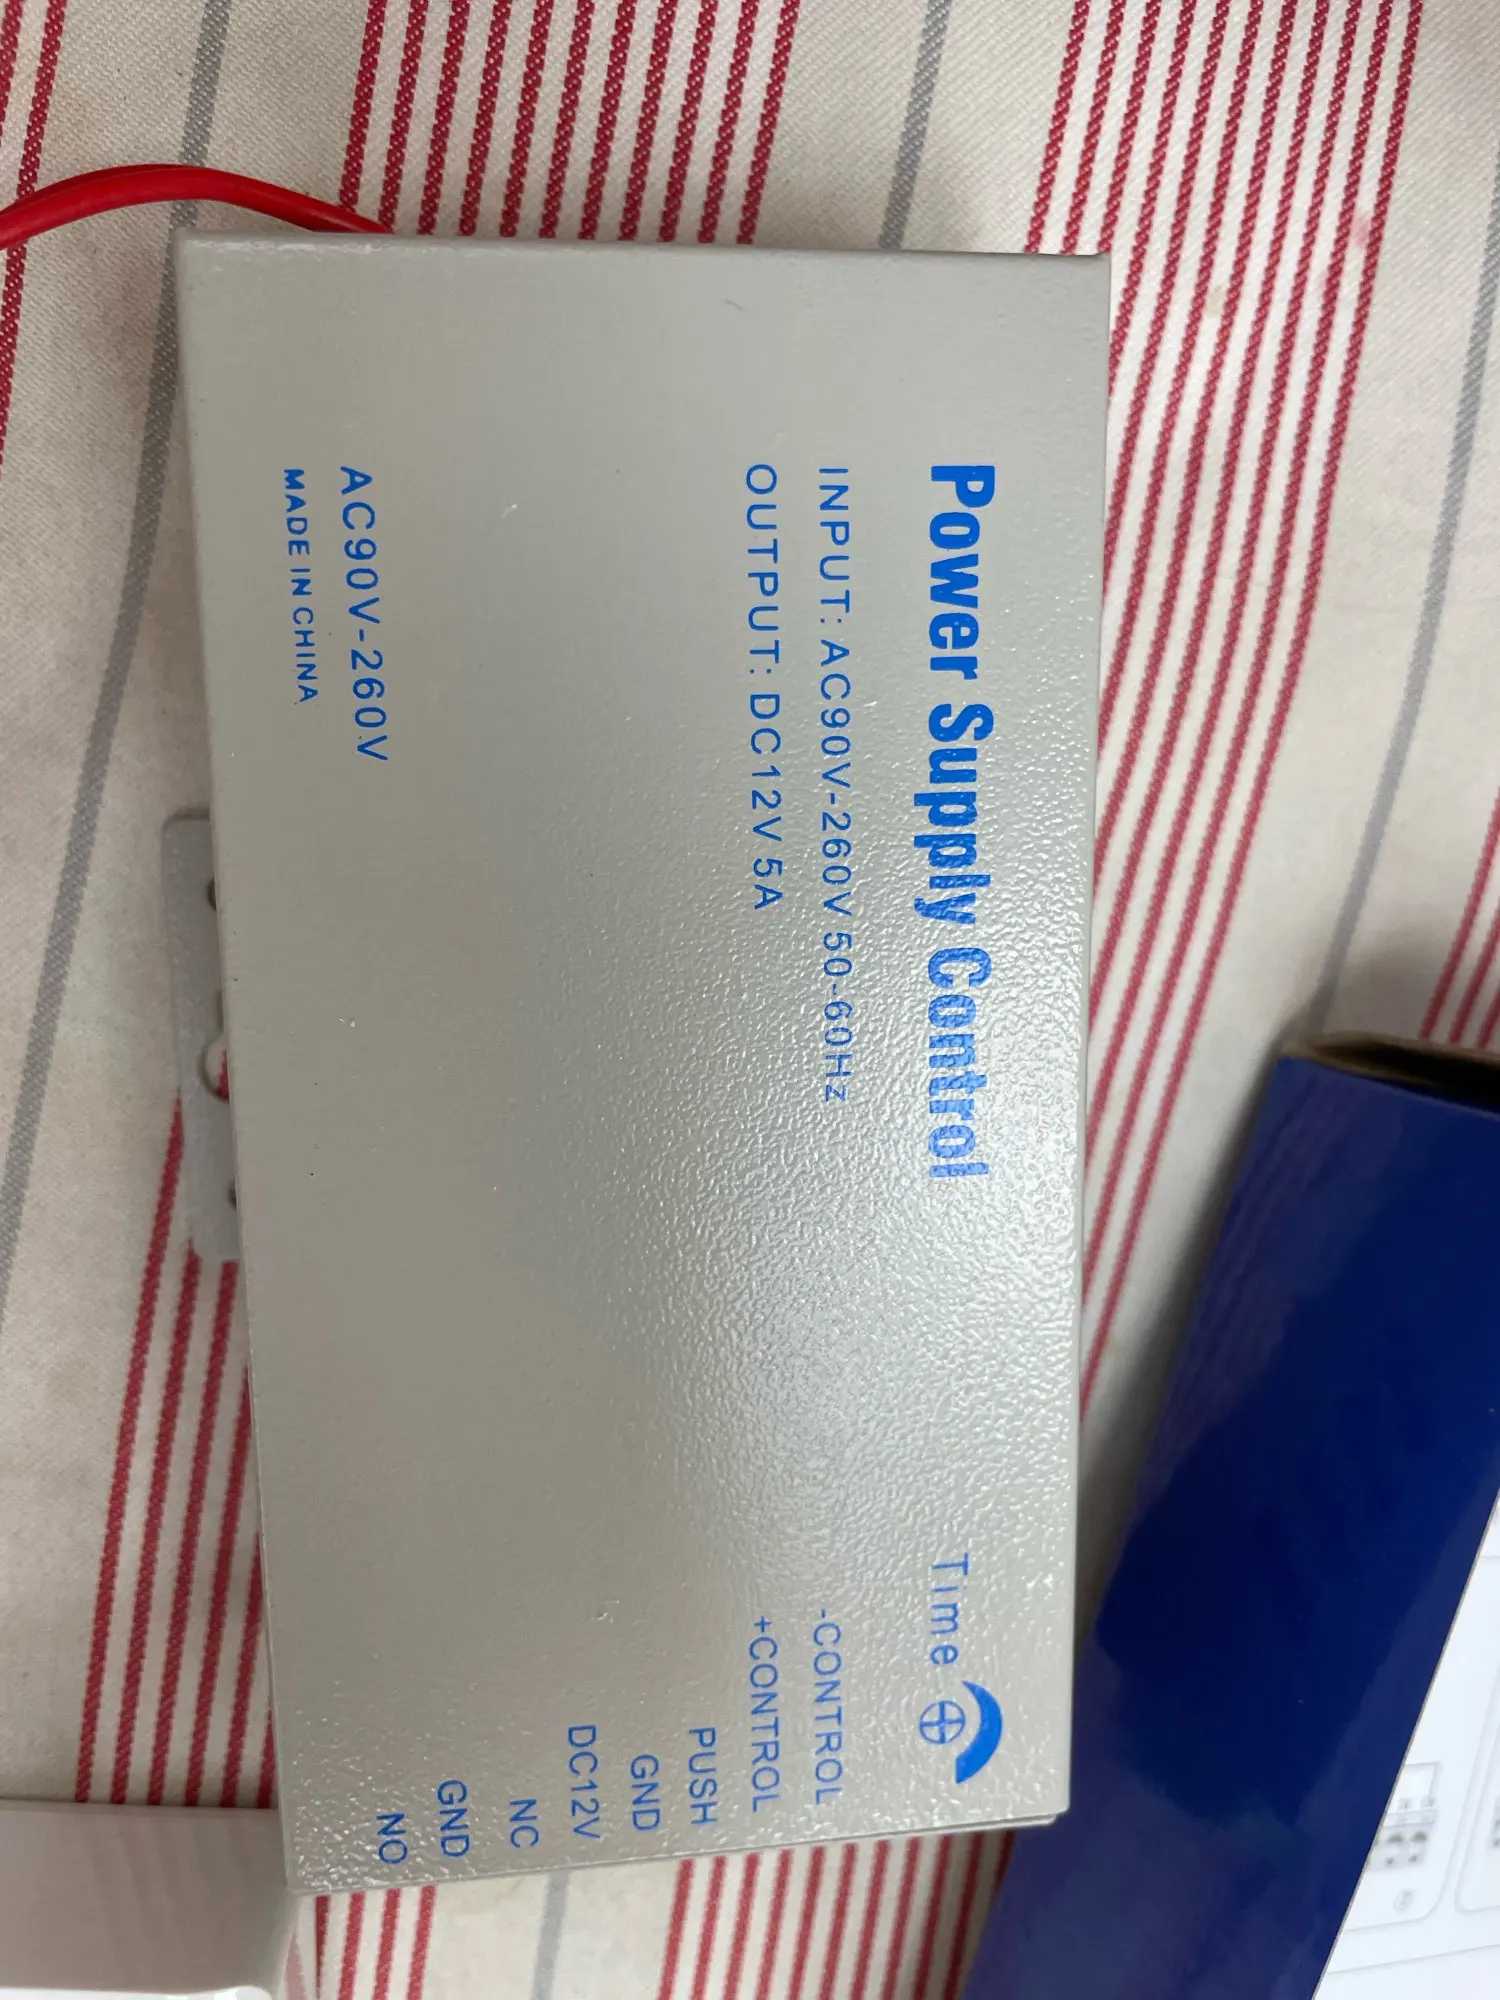 Power Supply Control
INPUT: AC90V-260V 50-60Hz
OUTPUT: DC12V 5A
AC90V-260V
MADE IN CHINA
Time
-CONTROL
+CONTROL
PUSH
GND
DC12V
NC
GND
NO